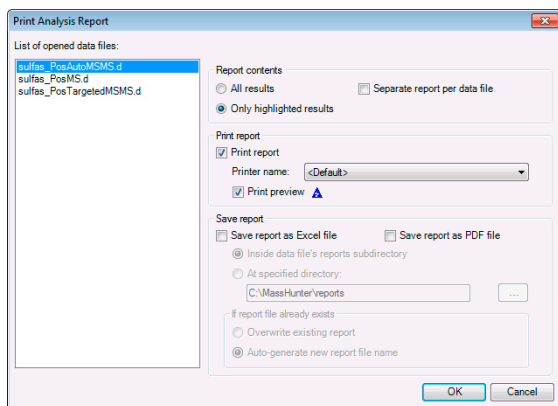 Print Analysis Report
List of opened data files:
sulfas_PosAutoMSMS.d
sulfas_PosMS.d
sulfas_PosTargetedMSMS.d
Report contents
All results
Separate report per data file
Only highlighted results
Print report
Print report
Printer name: <Default>
Print preview
Save report
Save report as Excel file
Save report as PDF file
Inside data file's reports subdirectory
At specified directory:
C:\MassHunter\reports
...
If report file already exists
Overwrite existing report
Auto-generate new report file name
OK
Cancel